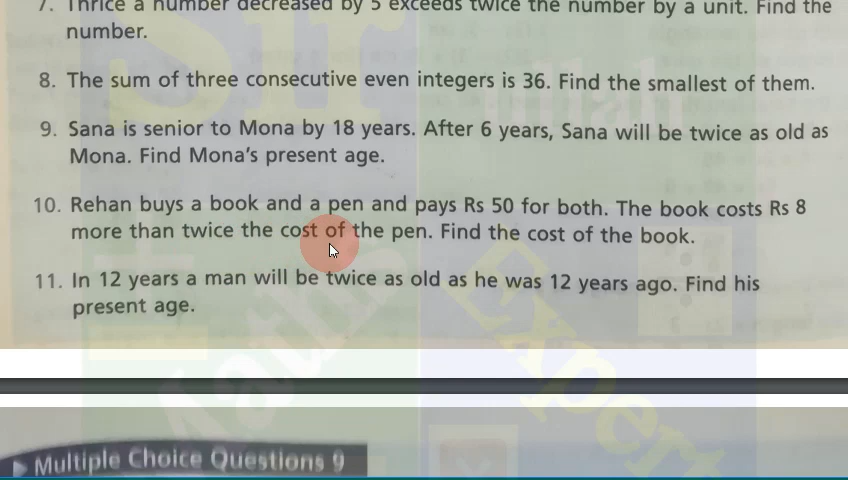 7. Thrice a number decreased by 5 exceeds twice the number by a unit. Find the
number.
8. The sum of three consecutive even integers is 36. Find the smallest of them.
9. Sana is senior to Mona by 18 years. After 6 years, Sana will be twice as old as
Mona. Find Mona's present age.
10. Rehan buys a book and a pen and pays Rs 50 for both. The book costs Rs 8
more than twice the cost of the pen. Find the cost of the book.
11. In 12 years a man will be twice as old as he was 12 years ago. Find his
present age.
Sir
Maths
Expert
Multiple Choice Questions 9